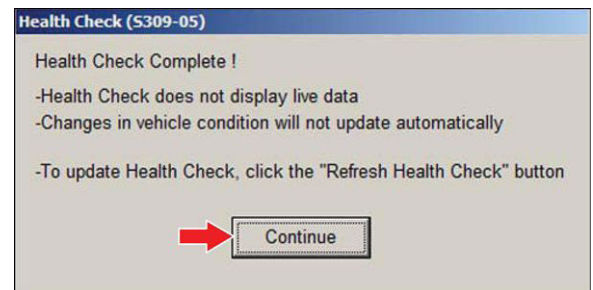 Health Check (S309-05)
Health Check Complete !
-Health Check does not display live data
-Changes in vehicle condition will not update automatically
-To update Health Check, click the "Refresh Health Check" button
Continue